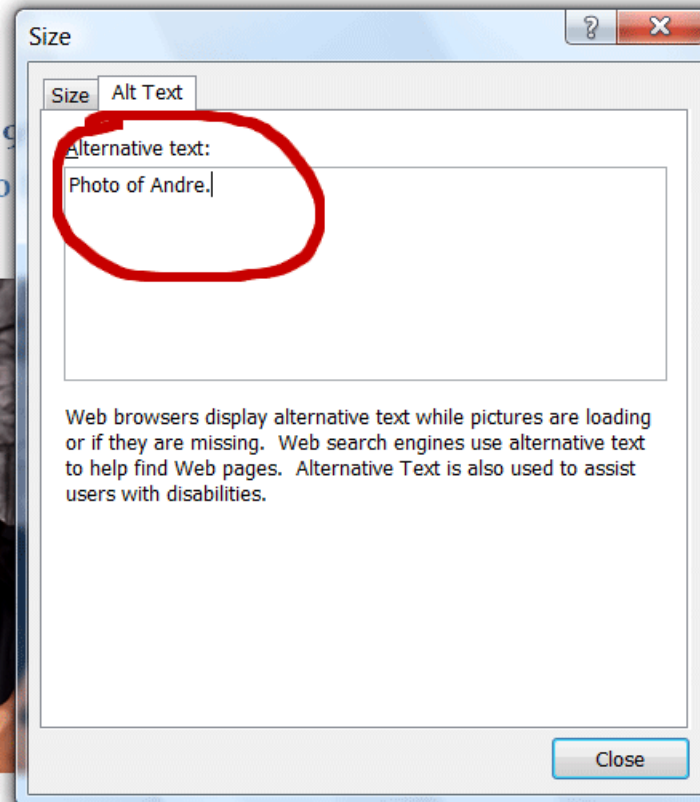 Size
Size
Alt Text
Alternative text:
Photo of Andre.
Web browsers display alternative text while pictures are loading
or if they are missing.  Web search engines use alternative text
to help find Web pages.  Alternative Text is also used to assist
users with disabilities.
Close